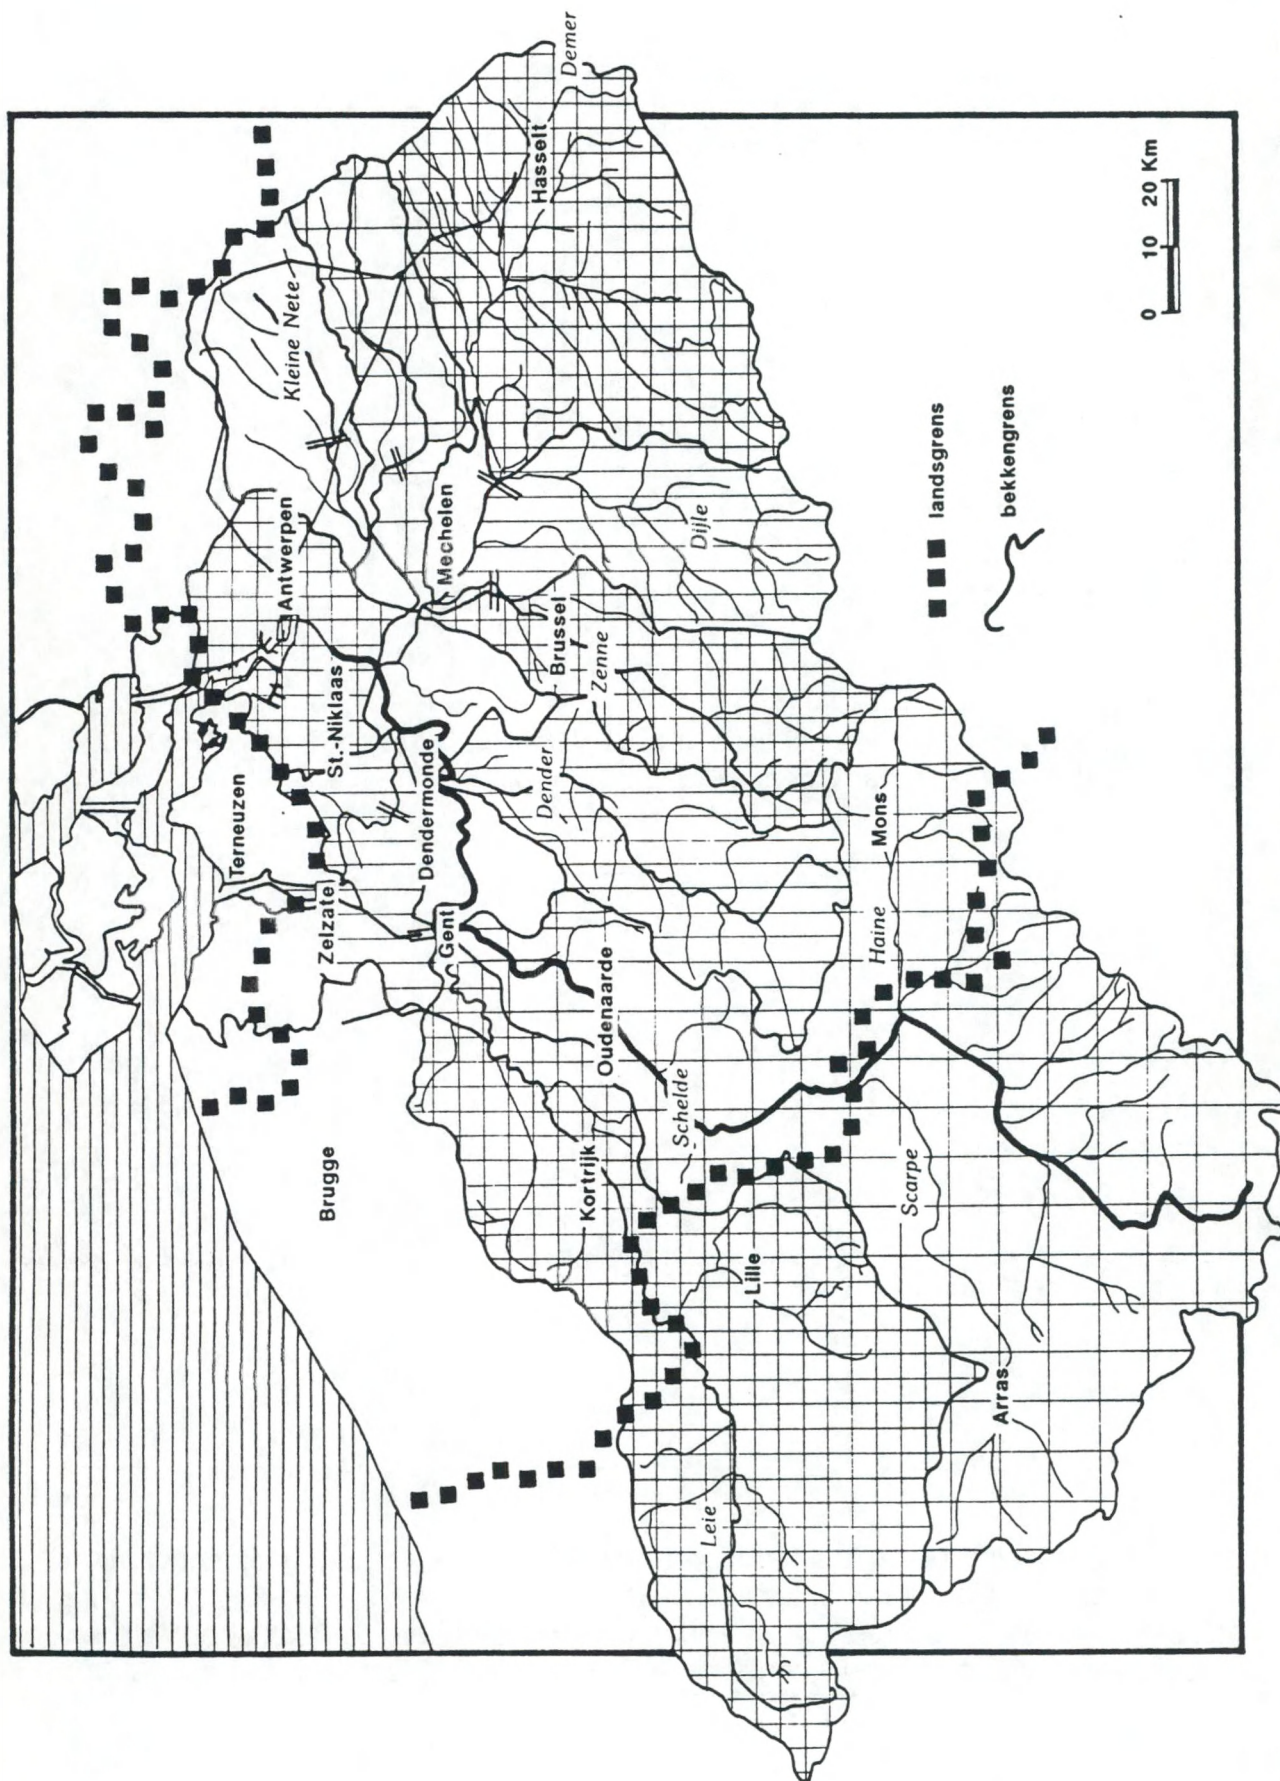 Terneuzen
Zelzate
Brugge
St.-Niklaas
Antwerpen
Kleine Nete
Gent
Dendermonde
Mechelen
Hasselt
Demer
Kortrijk
Oudenaarde
Dender
Brussel
Zenne
Dijle
Leie
Lille
Schelde
Scarpe
Haine
Mons
Arras
landsgrens
bekkengrens
0 10 20 Km